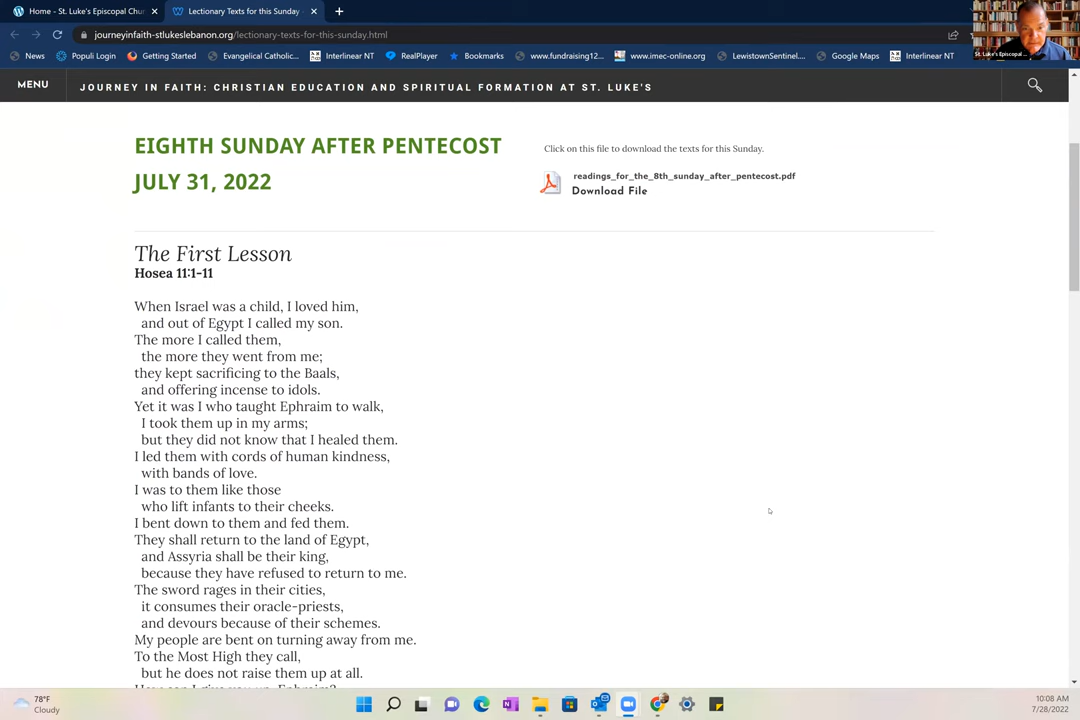 Home - St. Luke's Episcopal Chur
Lectionary Texts for this Sunday -
journeyinfaith-stlukeslebanon.org/lectionary-texts-for-this-sunday.html
St. Luke's Episcopal ...
News
Populi Login
Getting Started
Evangelical Catholic...
Interlinear NT
RealPlayer
Bookmarks
www.fundraising12...
www.imec-online.org
LewistownSentinel....
Google Maps
Interlinear NT
MENU
JOURNEY IN FAITH: CHRISTIAN EDUCATION AND SPIRITUAL FORMATION AT ST. LUKE'S
EIGHTH SUNDAY AFTER PENTECOST
JULY 31, 2022
Click on this file to download the texts for this Sunday.
readings_for_the_8th_sunday_after_pentecost.pdf
Download File
The First Lesson
Hosea 11:1-11
When Israel was a child, I loved him,
and out of Egypt I called my son.
The more I called them,
the more they went from me;
they kept sacrificing to the Baals,
and offering incense to idols.
Yet it was I who taught Ephraim to walk,
I took them up in my arms;
but they did not know that I healed them.
I led them with cords of human kindness,
with bands of love.
I was to them like those
who lift infants to their cheeks.
I bent down to them and fed them.
They shall return to the land of Egypt,
and Assyria shall be their king,
because they have refused to return to me.
The sword rages in their cities,
it consumes their oracle-priests,
and devours because of their schemes.
My people are bent on turning away from me.
To the Most High they call,
but he does not raise them up at all.
78°F
Cloudy
10:08 AM
7/28/2022